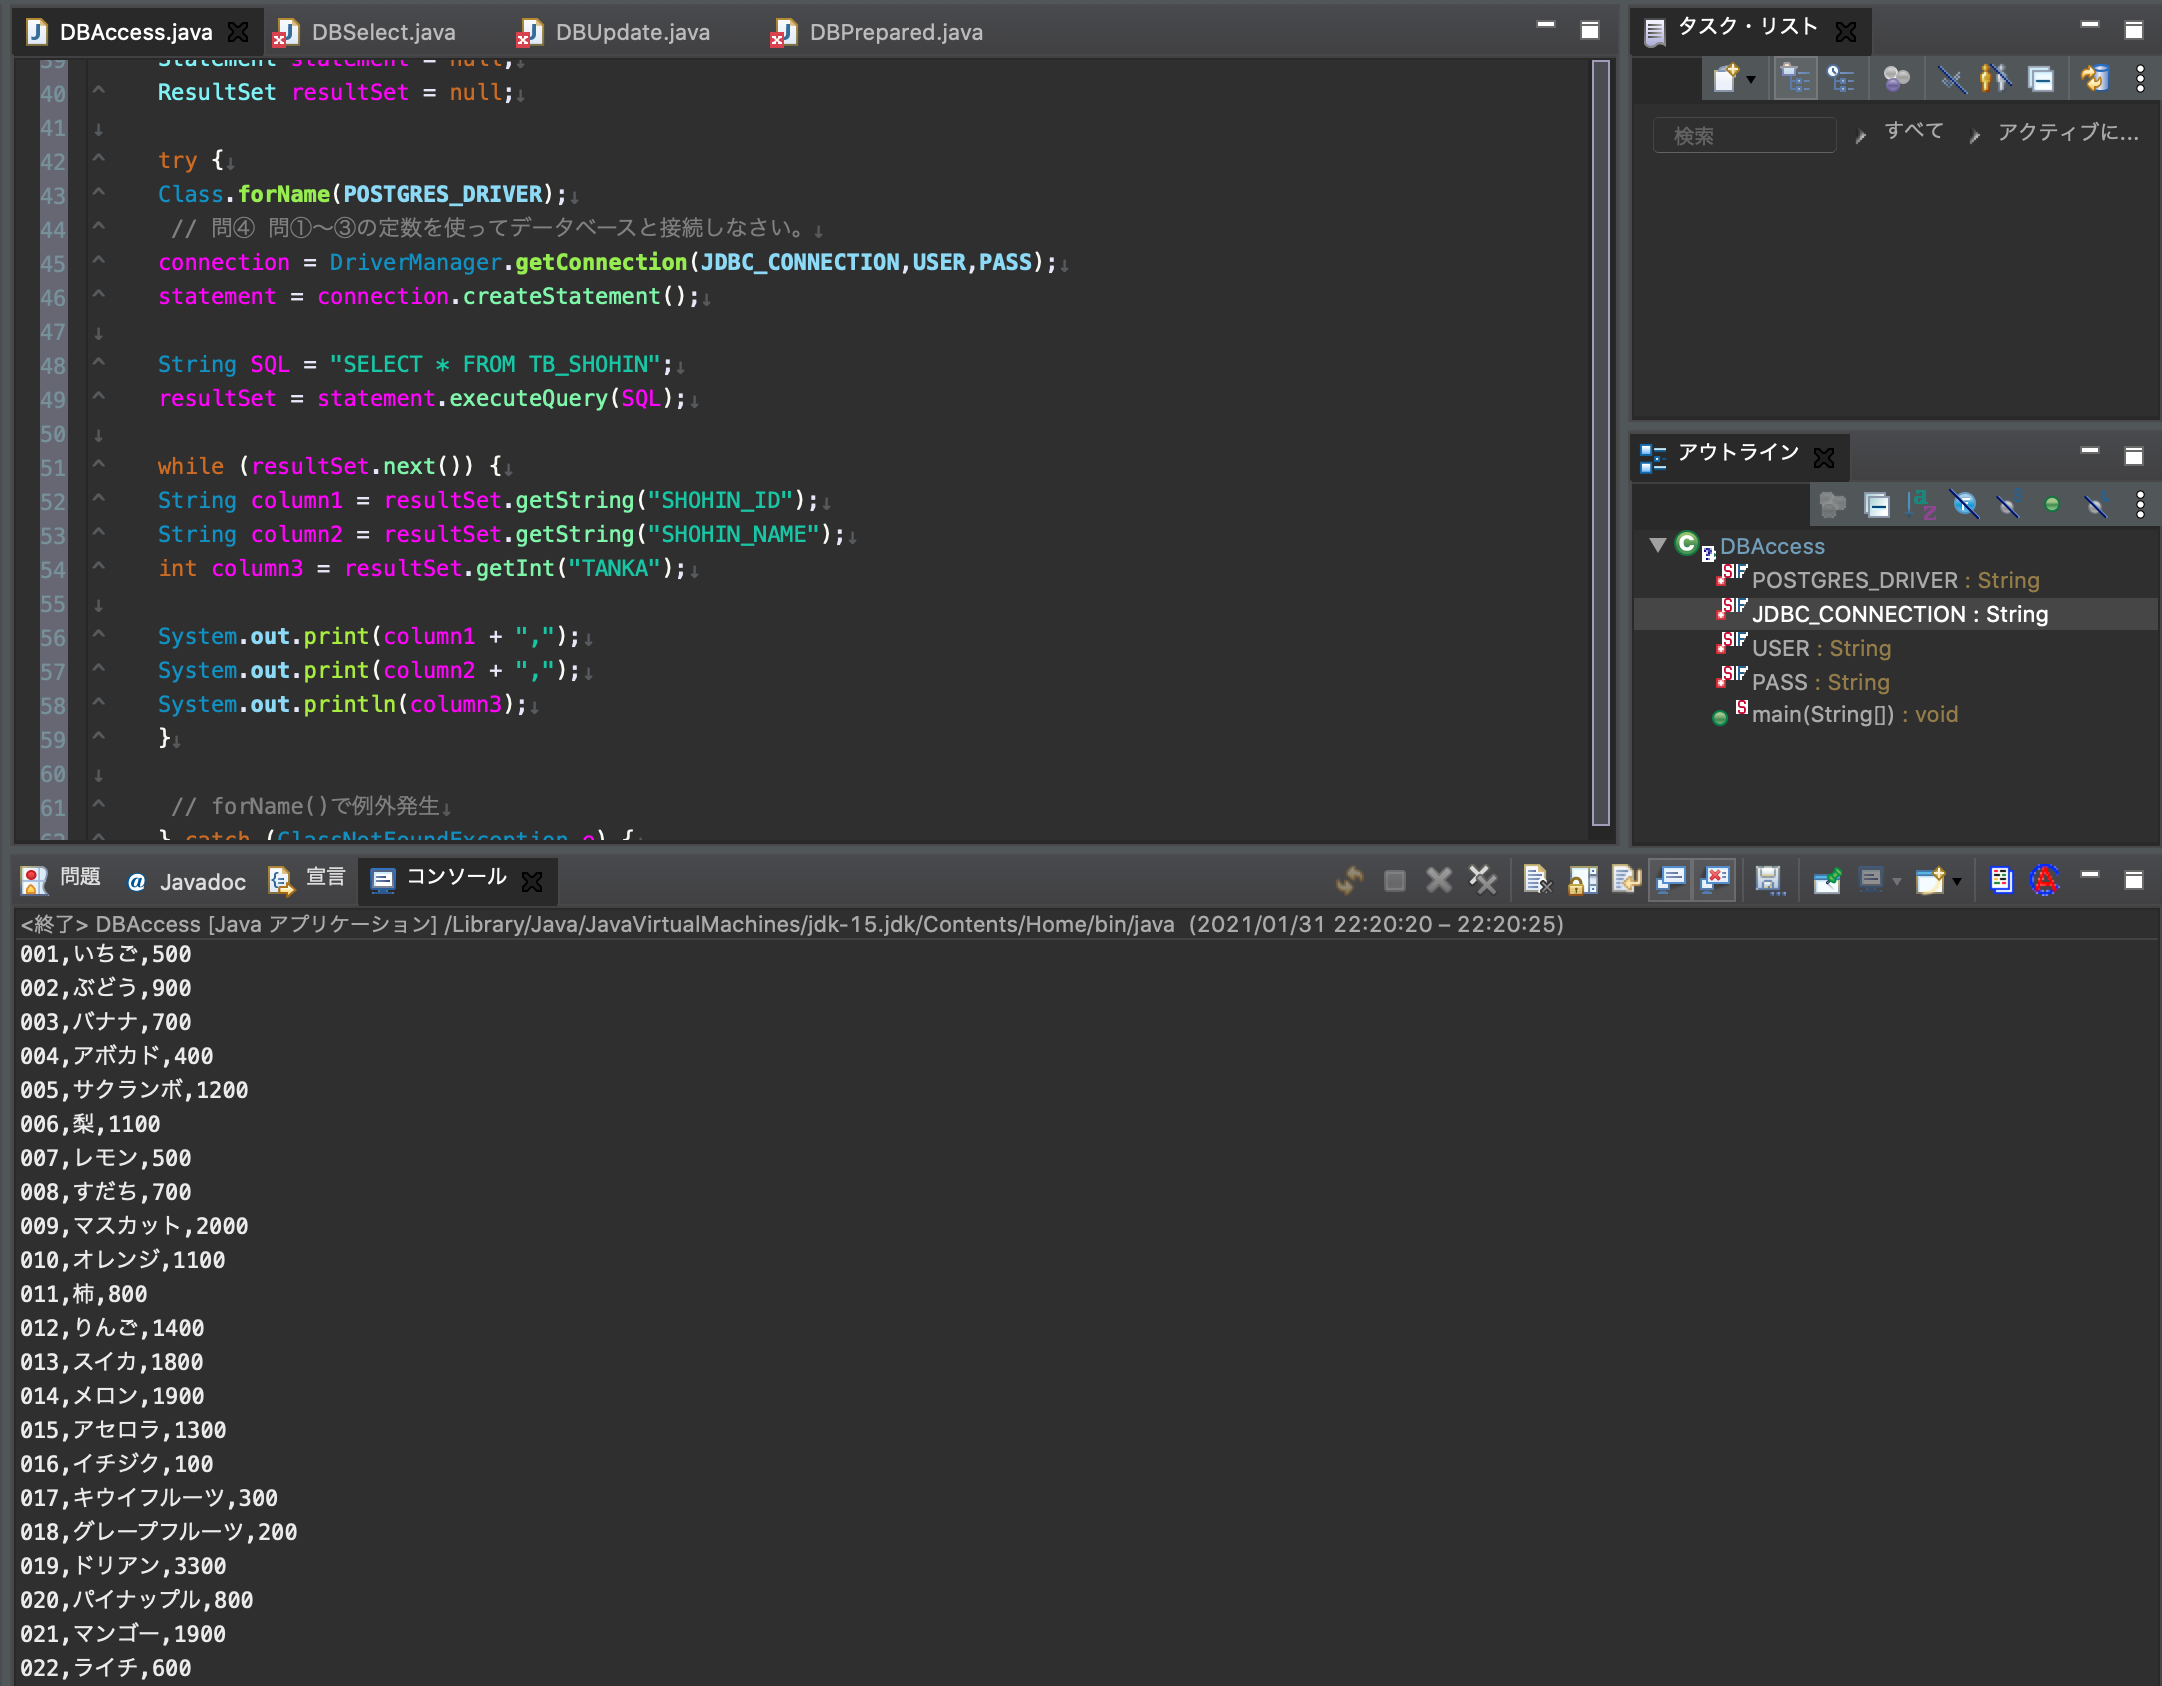 DBAccess.java DBSelect.java DBUpdate.java DBPrepared.java
39 Statement statement = null;↓
40 ^ ResultSet resultSet = null;↓
41 ↓
42 ^ try {↓
43 ^ Class.forName(POSTGRES_DRIVER);↓
44 ^ // 問④ 問①〜③の定数を使ってデータベースと接続しなさい。↓
45 ^ connection = DriverManager.getConnection(JDBC_CONNECTION,USER,PASS);↓
46 ^ statement = connection.createStatement();↓
47 ↓
48 ^ String SQL = "SELECT * FROM TB_SHOHIN";↓
49 ^ resultSet = statement.executeQuery(SQL);↓
50 ↓
51 ^ while (resultSet.next()) {↓
52 ^ String column1 = resultSet.getString("SHOHIN_ID");↓
53 ^ String column2 = resultSet.getString("SHOHIN_NAME");↓
54 ^ int column3 = resultSet.getInt("TANKA");↓
55 ↓
56 ^ System.out.print(column1 + ",");↓
57 ^ System.out.print(column2 + ",");↓
58 ^ System.out.println(column3);↓
59 ^ }↓
60 ↓
61 ^ // forName()で例外発生↓
62 ^ } catch (ClassNotFoundException e) {↓
タスク・リスト
検索 すべて アクティブに...
アウトライン
DBAccess
POSTGRES_DRIVER : String
JDBC_CONNECTION : String
USER : String
PASS : String
main(String[]) : void
問題 @ Javadoc 宣言 コンソール
<終了> DBAccess [Java アプリケーション] /Library/Java/JavaVirtualMachines/jdk-15.jdk/Contents/Home/bin/java (2021/01/31 22:20:20 – 22:20:25)
001,いちご,500
002,ぶどう,900
003,バナナ,700
004,アボカド,400
005,サクランボ,1200
006,梨,1100
007,レモン,500
008,すだち,700
009,マスカット,2000
010,オレンジ,1100
011,柿,800
012,りんご,1400
013,スイカ,1800
014,メロン,1900
015,アセロラ,1300
016,イチジク,100
017,キウイフルーツ,300
018,グレープフルーツ,200
019,ドリアン,3300
020,パイナップル,800
021,マンゴー,1900
022,ライチ,600